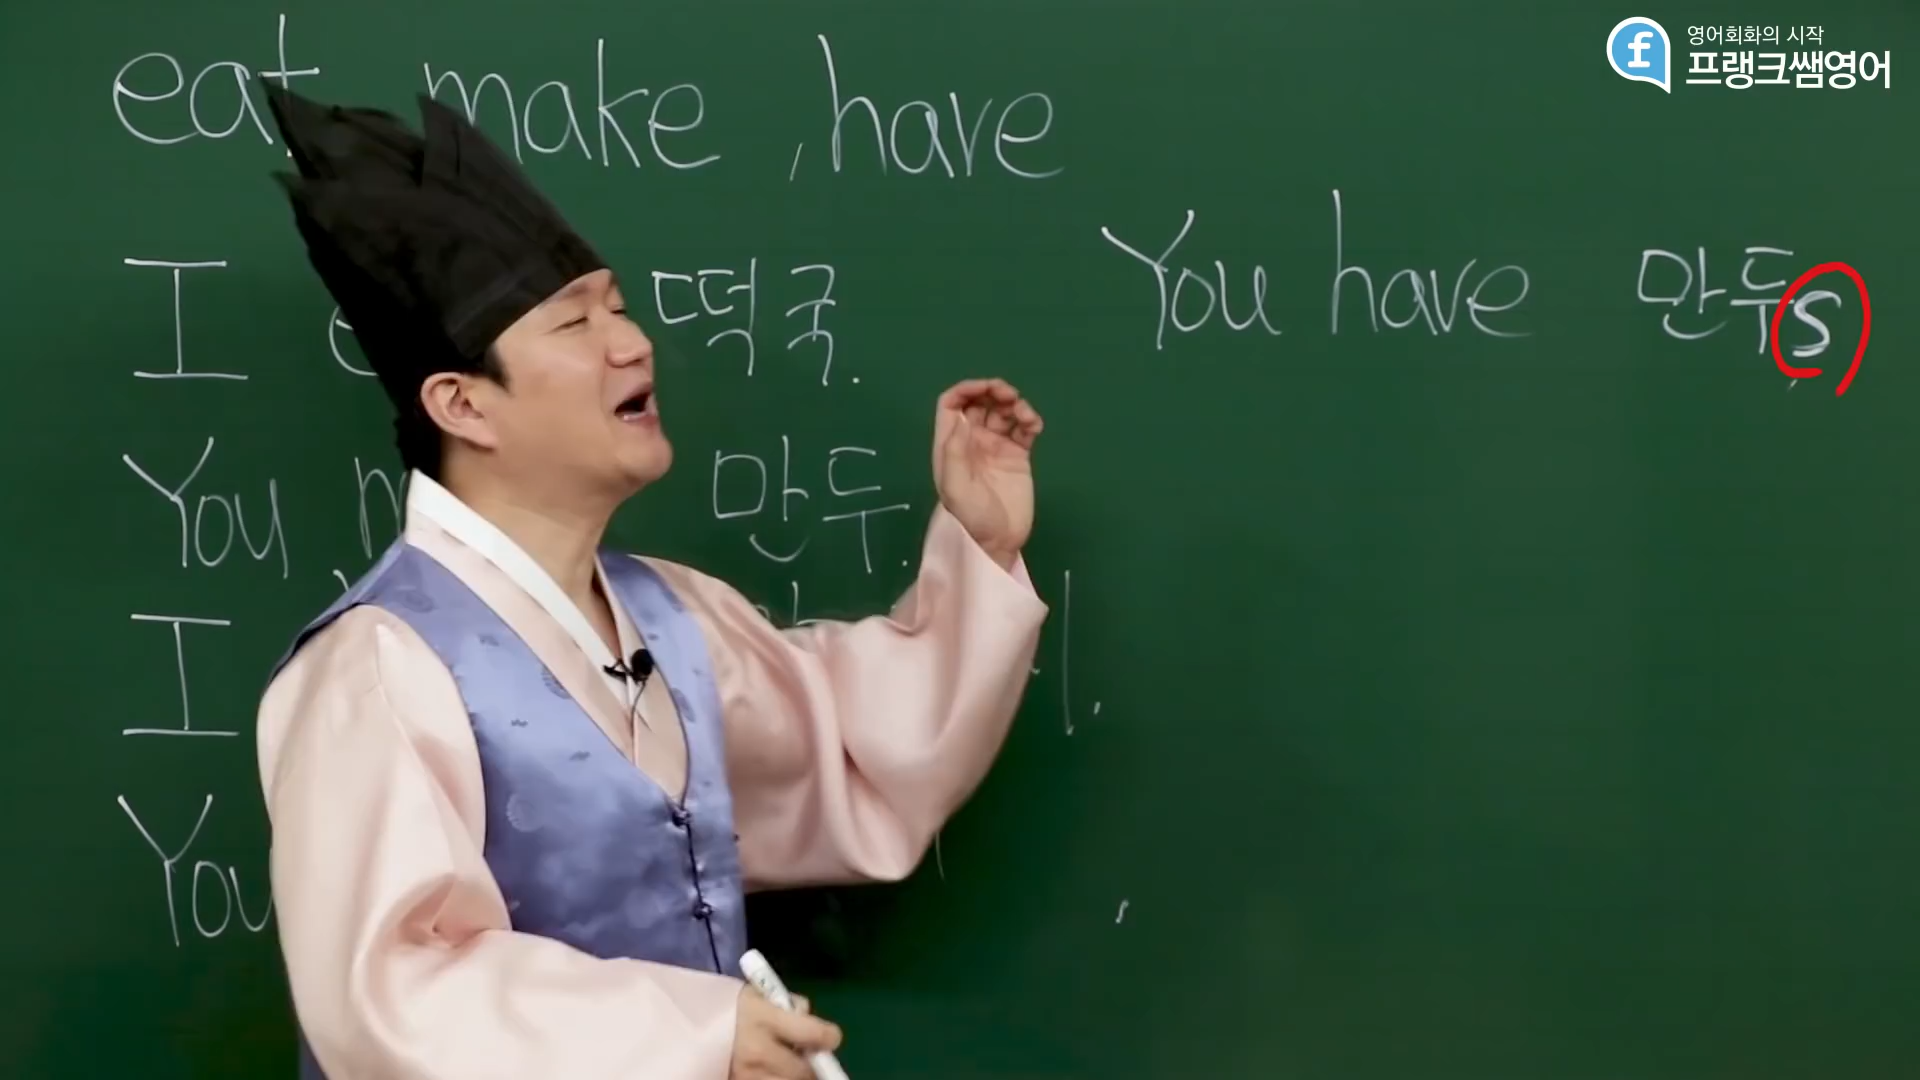 영어회화의 시작
프랭크쌤영어
eat, make, have
I 떡국.
You have 만두s
You 만두.
I
You